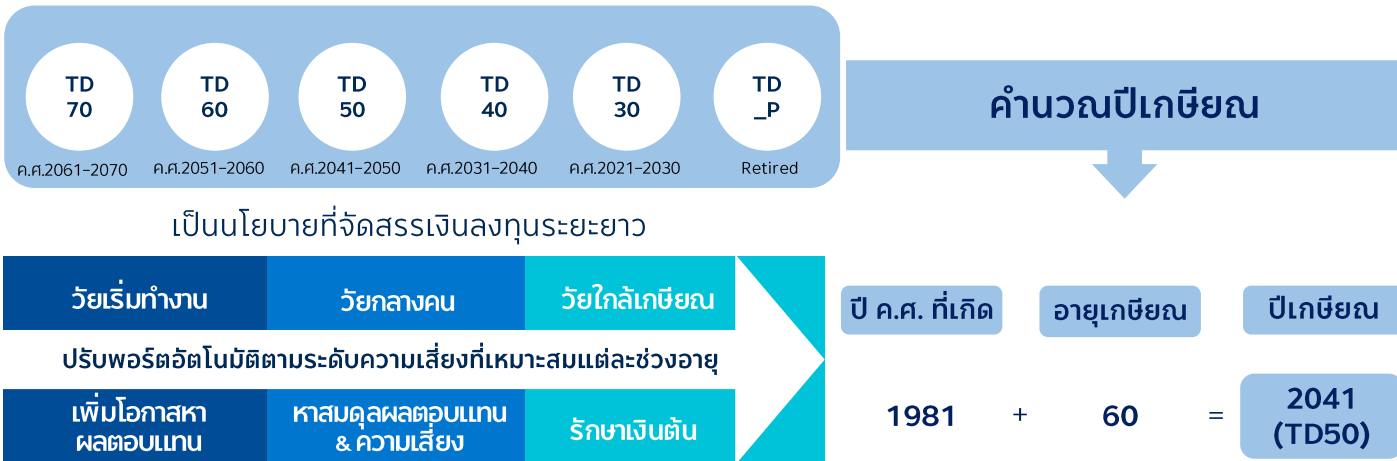 TD
70
TD
60
TD
50
TD
40
TD
30
TD
_P
ค.ศ.2061-2070
ค.ศ.2051-2060
ค.ศ.2041-2050
ค.ศ.2031-2040
ค.ศ.2021-2030
Retired
คำนวณปีเกษียณ
เป็นนโยบายที่จัดสรรเงินลงทุนระยะยาว
วัยเริ่มทำงาน
วัยกลางคน
วัยใกล้เกษียณ
ปรับพอร์ตอัตโนมัติตามระดับความเสี่ยงที่เหมาะสมแต่ละช่วงอายุ
เพิ่มโอกาสหา
ผลตอบแทน
หาสมดุลผลตอบแทน
& ความเสี่ยง
รักษาเงินต้น
ปี ค.ศ. ที่เกิด
อายุเกษียณ
ปีเกษียณ
1981 + 60 = 2041
(TD50)